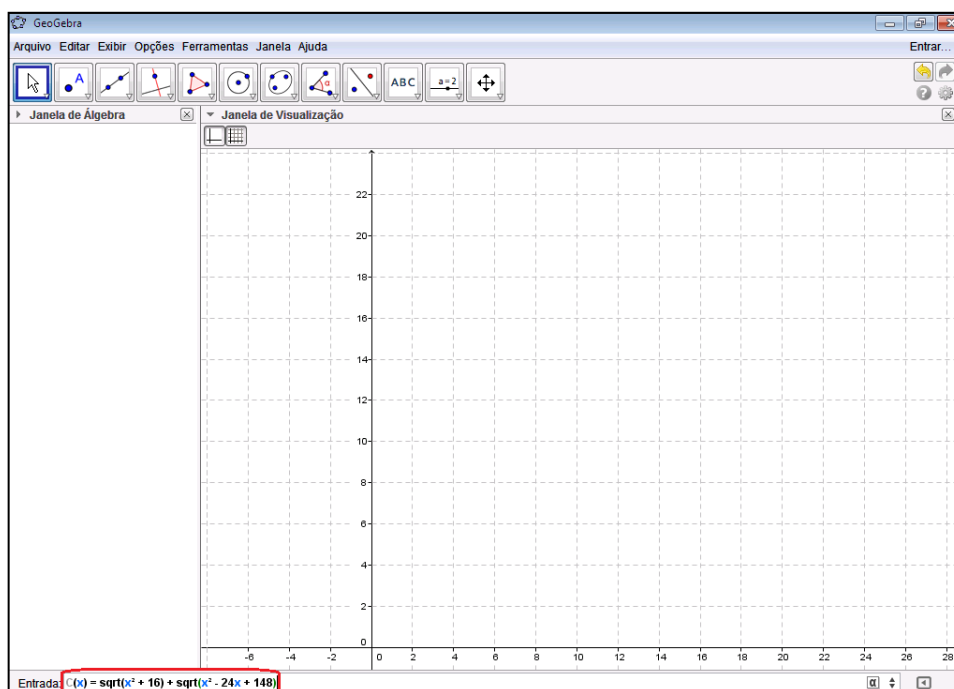 GeoGebra
Arquivo Editar Exibir Opções Ferramentas Janela Ajuda Entrar...
A α ABC a=2
Janela de Álgebra Janela de Visualização
22
20
18
16
14
12
10
8
6
4
2
0
-6 -4 -2 0 2 4 6 8 10 12 14 16 18 20 22 24 26 28
Entrada: C(x) = sqrt(x² + 16) + sqrt(x² - 24x + 148) α